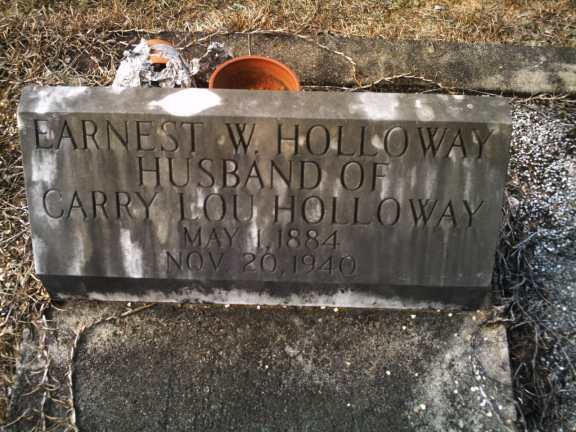 EARNEST W. HOLLOWAY
HUSBAND OF
CARRY LOU HOLLOWAY
MAY 1, 1884
NOV. 20, 1940